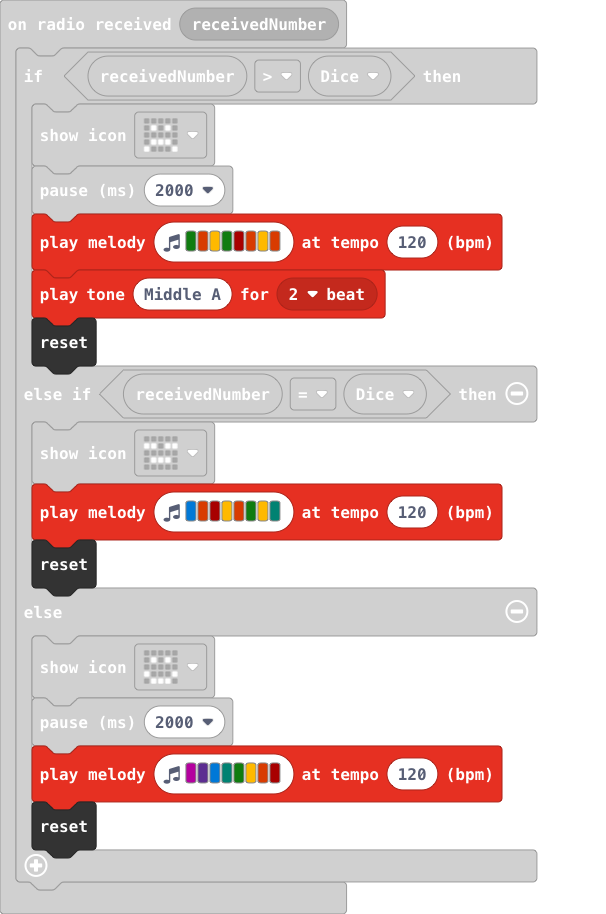 on radio received receivedNumber
if receivedNumber > Dice then
show icon
pause (ms) 2000
play melody at tempo 120 (bpm)
play tone Middle A for 2 beat
reset
else if receivedNumber = Dice then
show icon
play melody at tempo 120 (bpm)
reset
else
show icon
pause (ms) 2000
play melody at tempo 120 (bpm)
reset